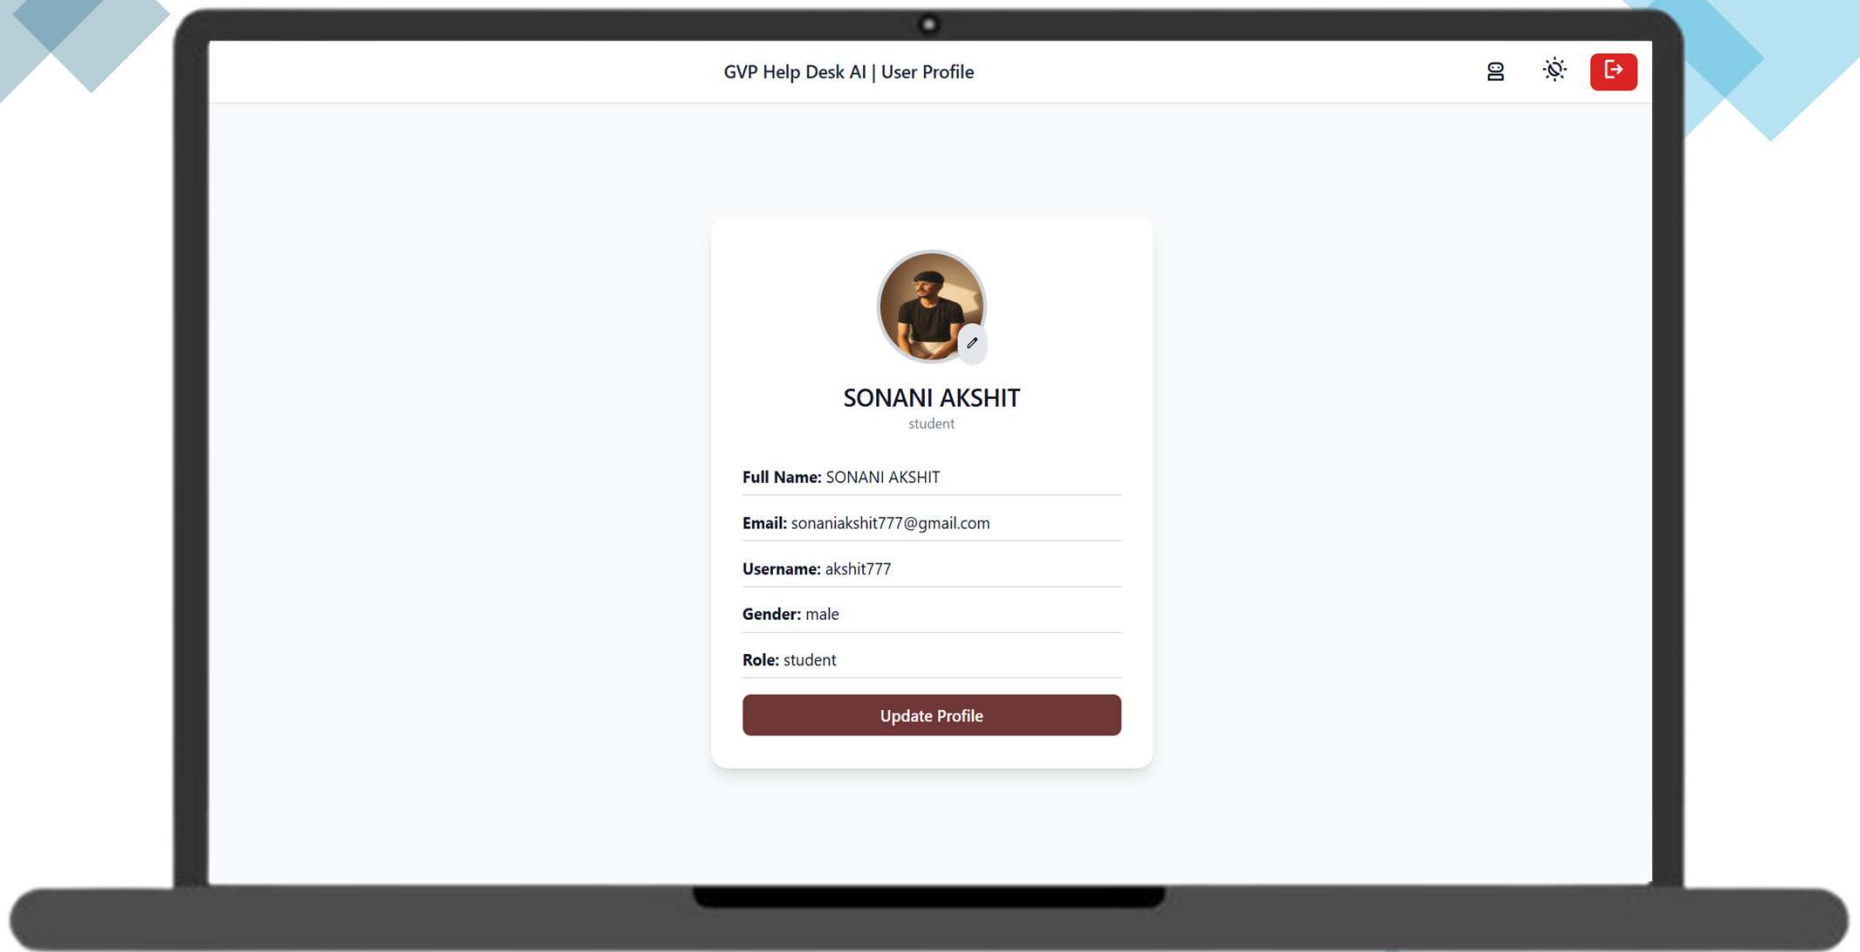 GVP Help Desk AI | User Profile
SONANI AKSHIT
student
Full Name: SONANI AKSHIT
Email: sonaniakshit777@gmail.com
Username: akshit777
Gender: male
Role: student
Update Profile